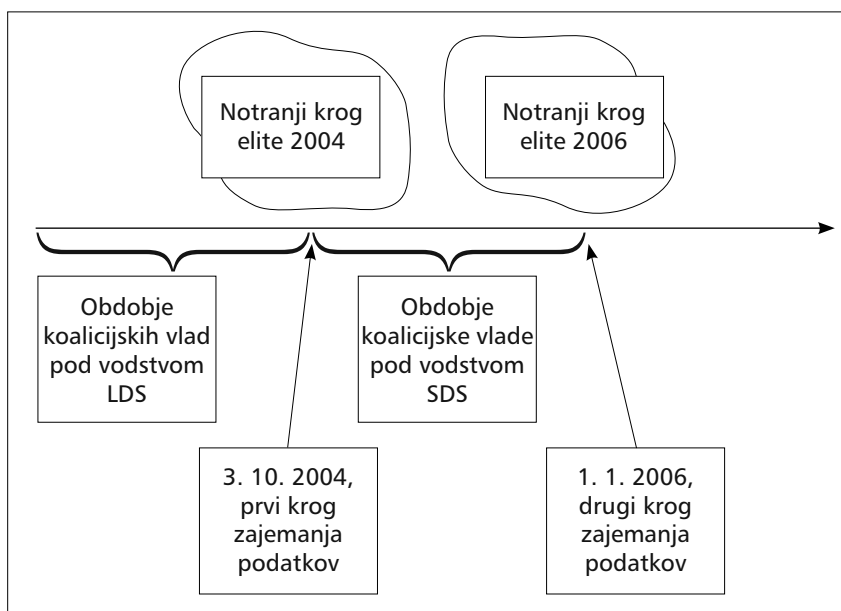 Notranji krog
elite 2004
Notranji krog
elite 2006
Obdobje
koalicijskih vlad
pod vodstvom
LDS
Obdobje
koalicijske vlade
pod vodstvom
SDS
3. 10. 2004,
prvi krog
zajemanja
podatkov
1. 1. 2006,
drugi krog
zajemanja
podatkov